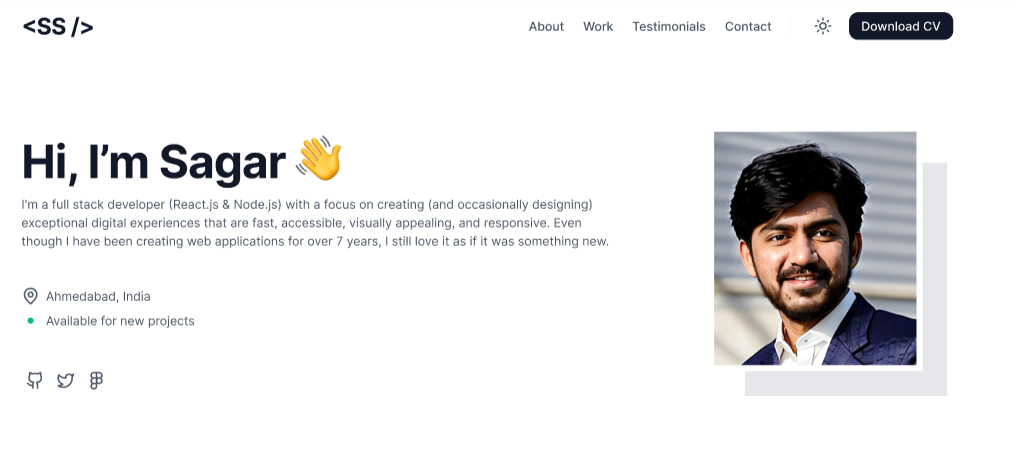 <SS />
About Work Testimonials Contact Download CV
Hi, I’m Sagar 👋
I'm a full stack developer (React.js & Node.js) with a focus on creating (and occasionally designing)
exceptional digital experiences that are fast, accessible, visually appealing, and responsive. Even
though I have been creating web applications for over 7 years, I still love it as if it was something new.
Ahmedabad, India
Available for new projects